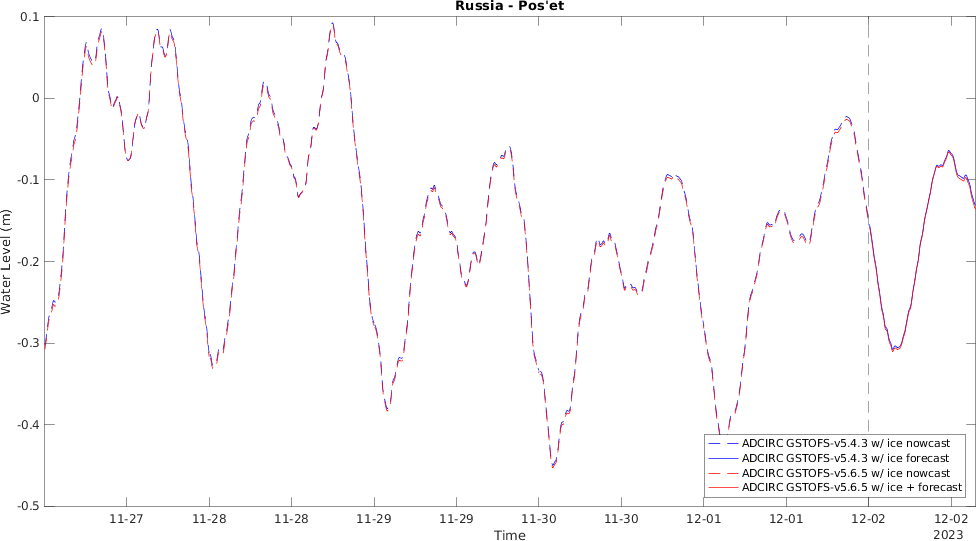 Russia - Pos'et
0.1
0
-0.1
-0.2
-0.3
-0.4
-0.5
Water Level (m)
ADCIRC GSTOFS-v5.4.3 w/ ice nowcast
ADCIRC GSTOFS-v5.4.3 w/ ice forecast
ADCIRC GSTOFS-v5.6.5 w/ ice nowcast
ADCIRC GSTOFS-v5.6.5 w/ ice + forecast
11-27 11-28 11-28 11-29 11-29 11-30 11-30 12-01 12-01 12-02 12-02
Time
2023